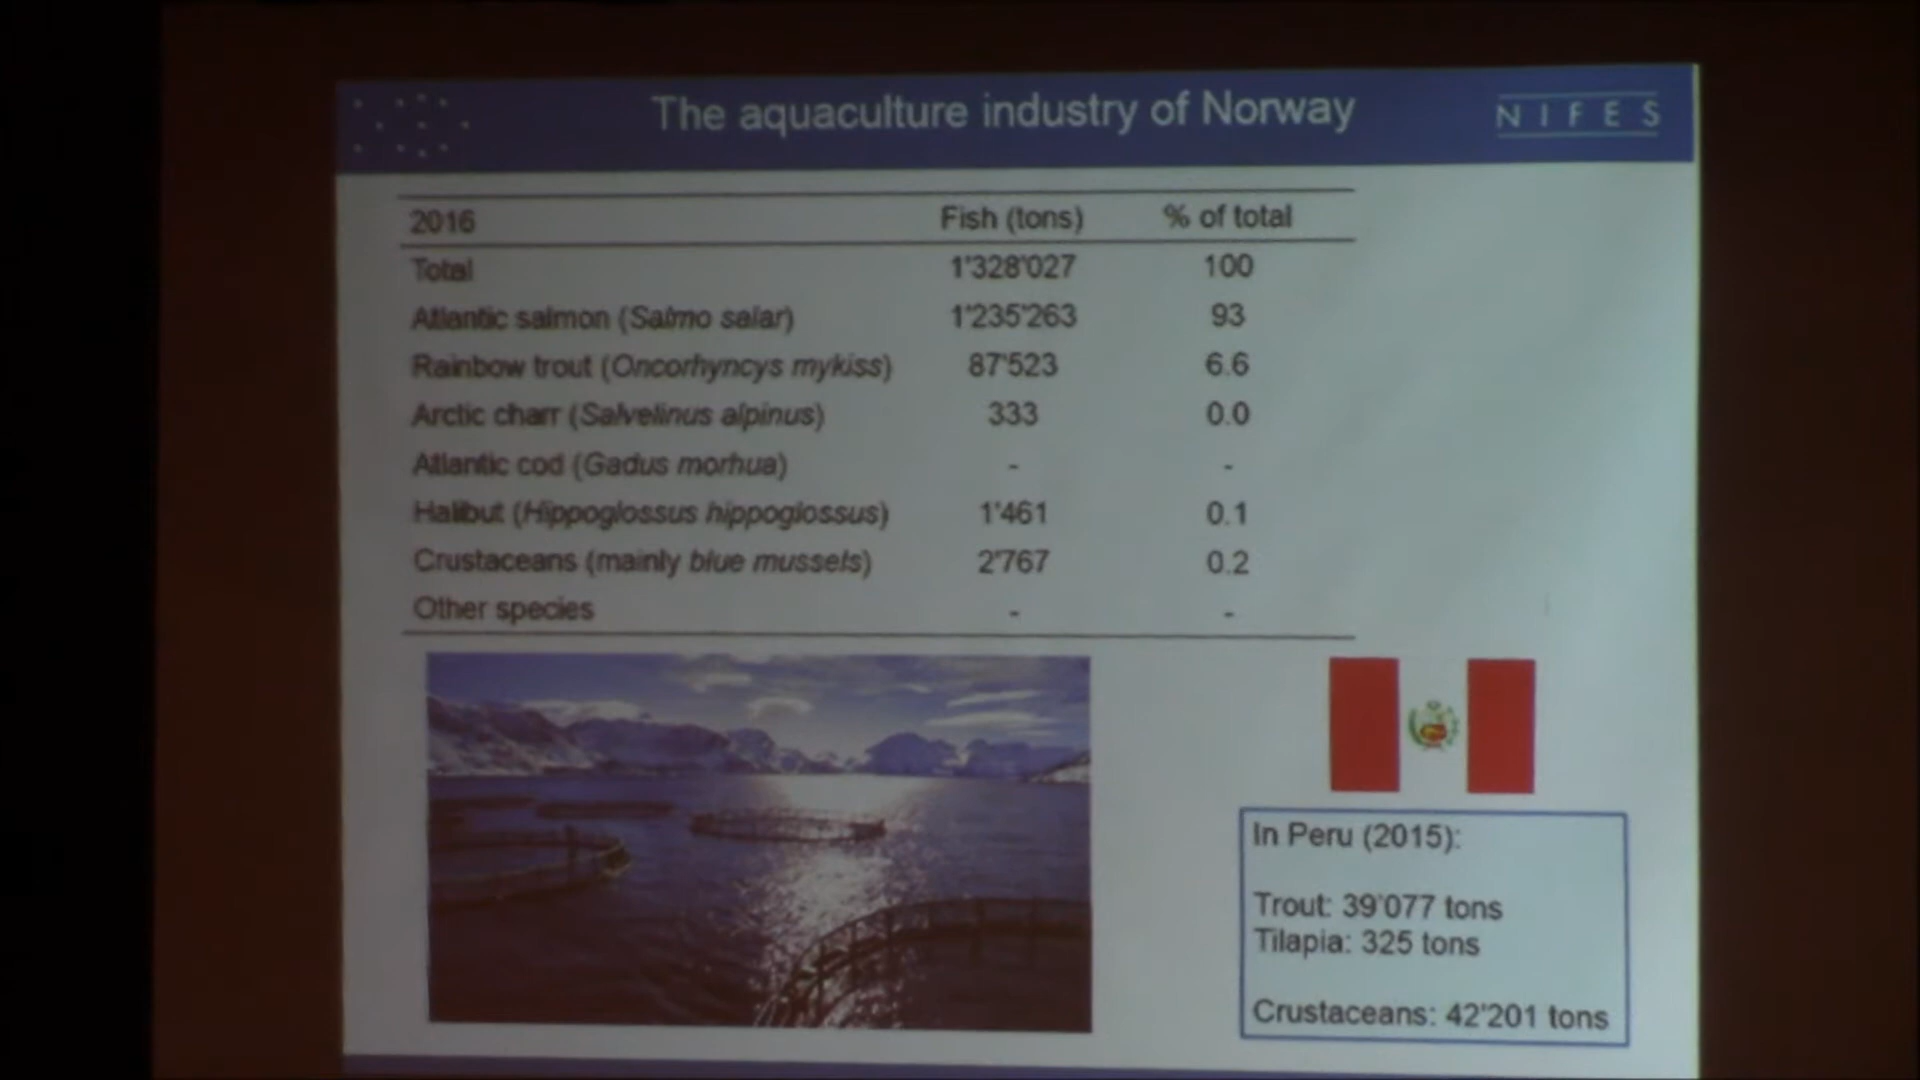 The aquaculture industry of Norway
NIFES
2016 Fish (tons) % of total
Total 1'328'027 100
Atlantic salmon (Salmo salar) 1'235'263 93
Rainbow trout (Oncorhyncys mykiss) 87'523 6.6
Arctic charr (Salvelinus alpinus) 333 0.0
Atlantic cod (Gadus morhua) - -
Halibut (Hippoglossus hippoglossus) 1'461 0.1
Crustaceans (mainly blue mussels) 2'767 0.2
Other species - -
In Peru (2015):
Trout: 39'077 tons
Tilapia: 325 tons
Crustaceans: 42'201 tons